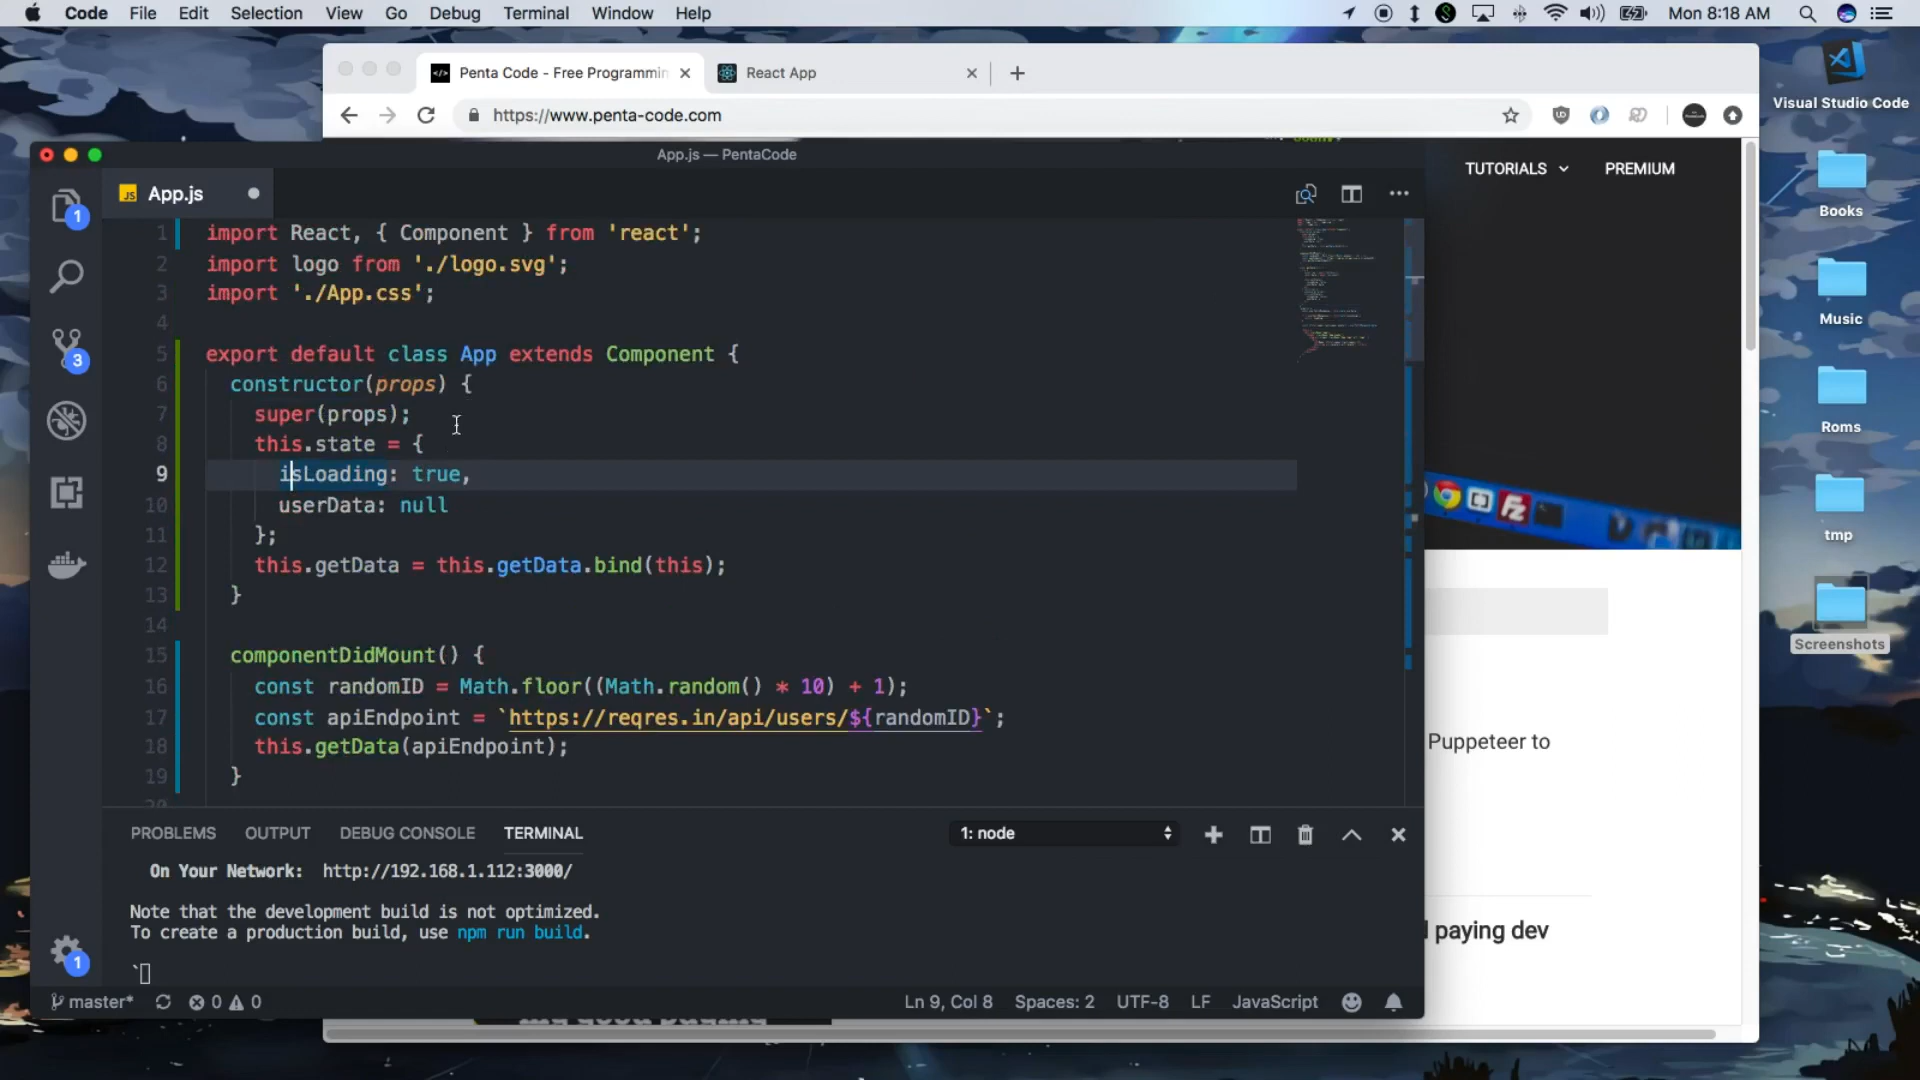 Code File Edit Selection View Go Debug Terminal Window Help
Mon 8:18 AM
Penta Code - Free Programmin
React App
https://www.penta-code.com
TUTORIALS
PREMIUM
App.js — PentaCode
JS App.js
1 import React, { Component } from 'react';
2 import logo from './logo.svg';
3 import './App.css';
4
5 export default class App extends Component {
6 constructor(props) {
7 super(props);
8 this.state = {
9 isLoading: true,
10 userData: null
11 };
12 this.getData = this.getData.bind(this);
13 }
14
15 componentDidMount() {
16 const randomID = Math.floor((Math.random() * 10) + 1);
17 const apiEndpoint = `https://reqres.in/api/users/${randomID}`;
18 this.getData(apiEndpoint);
19 }
20
1
3
1
PROBLEMS OUTPUT DEBUG CONSOLE TERMINAL
1: node
On Your Network: http://192.168.1.112:3000/
Note that the development build is not optimized.
To create a production build, use npm run build.
`
master* 0 0
Ln 9, Col 8 Spaces: 2 UTF-8 LF JavaScript
Puppeteer to
paying dev
Visual Studio Code
Books
Music
Roms
tmp
Screenshots